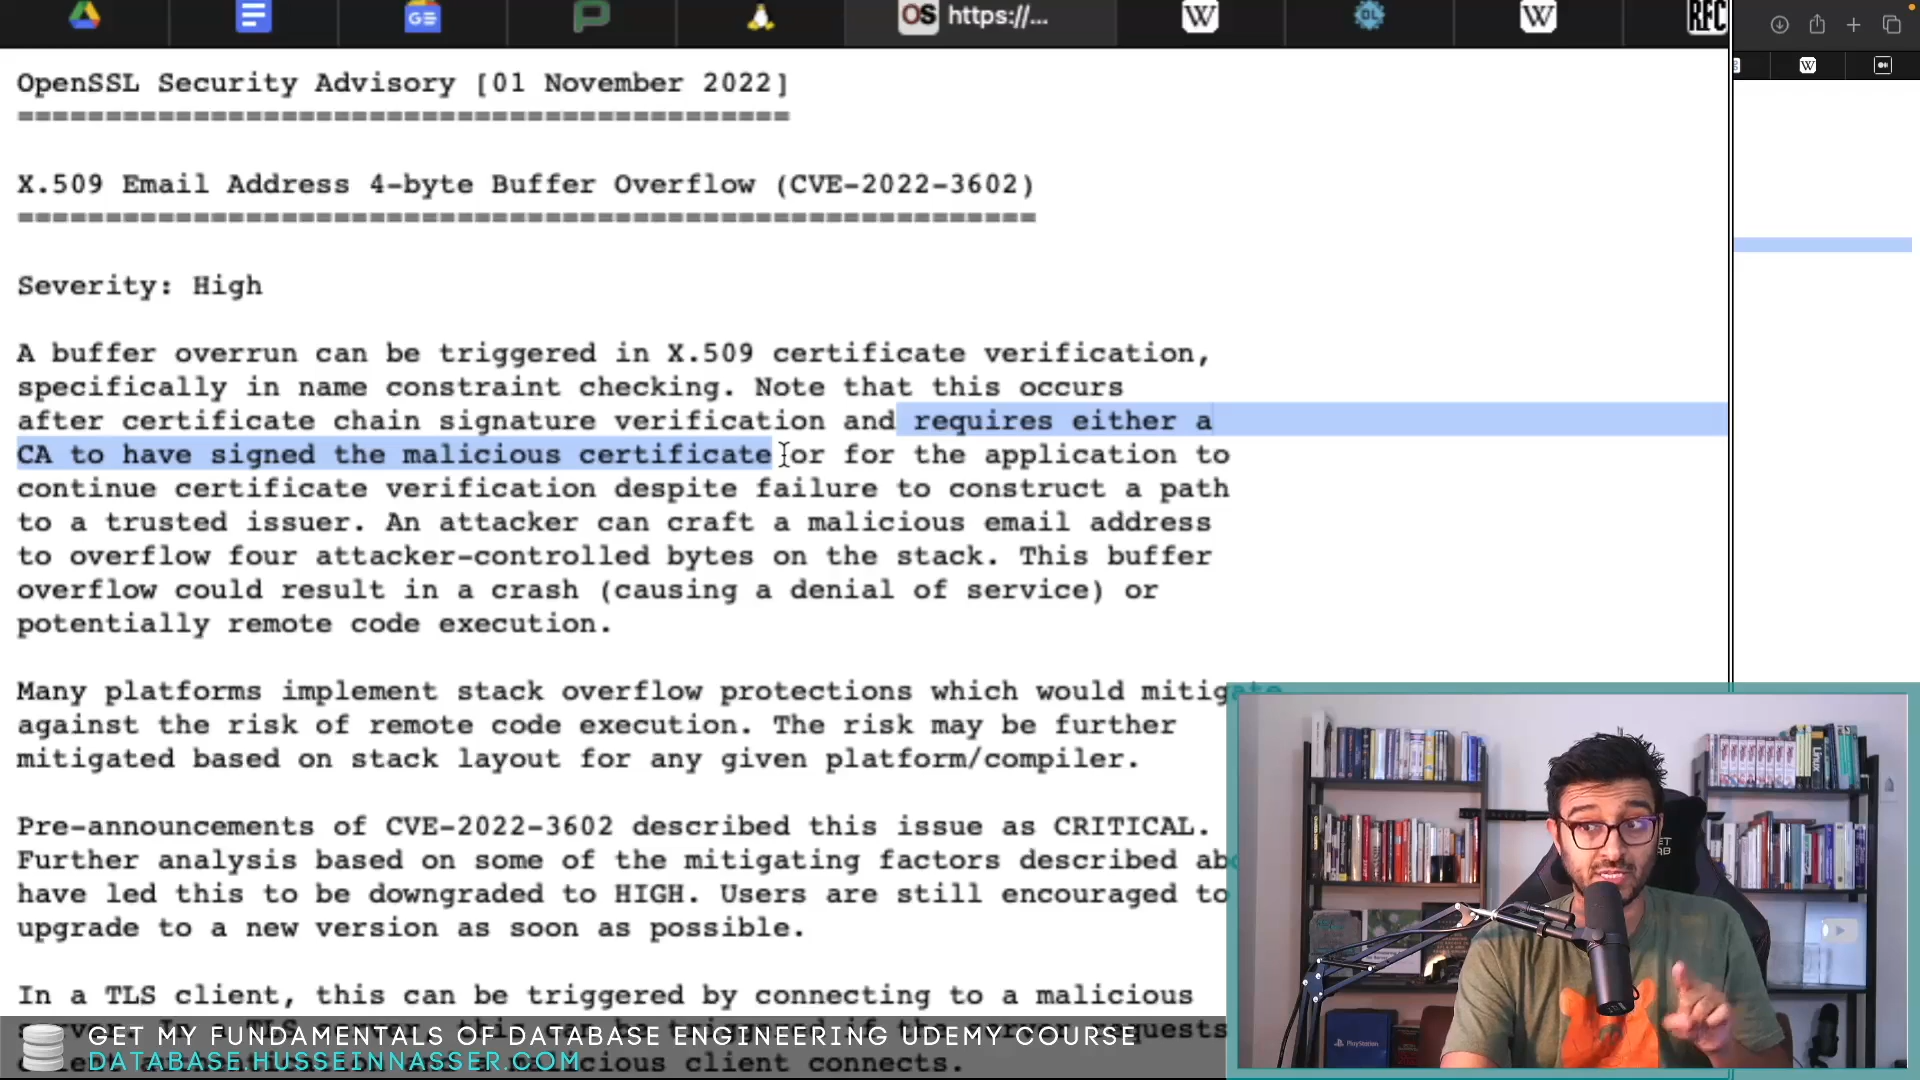 https://...
OpenSSL Security Advisory [01 November 2022]
============================================
X.509 Email Address 4-byte Buffer Overflow (CVE-2022-3602)
==========================================================
Severity: High
A buffer overrun can be triggered in X.509 certificate verification,
specifically in name constraint checking. Note that this occurs
after certificate chain signature verification and requires either a
CA to have signed the malicious certificate or for the application to
continue certificate verification despite failure to construct a path
to a trusted issuer. An attacker can craft a malicious email address
to overflow four attacker-controlled bytes on the stack. This buffer
overflow could result in a crash (causing a denial of service) or
potentially remote code execution.
Many platforms implement stack overflow protections which would mitigate
against the risk of remote code execution. The risk may be further
mitigated based on stack layout for any given platform/compiler.
Pre-announcements of CVE-2022-3602 described this issue as CRITICAL.
Further analysis based on some of the mitigating factors described
have led this to be downgraded to HIGH. Users are still encouraged to
upgrade to a new version as soon as possible.
In a TLS client, this can be triggered by connecting to a malicious
GET MY FUNDAMENTALS OF DATABASE ENGINEERING UDEMY COURSE
DATABASE.HUSSEINNASSER.COM
client connects.
OS
W
GE
RFC
W
W
Linux
PlayStation